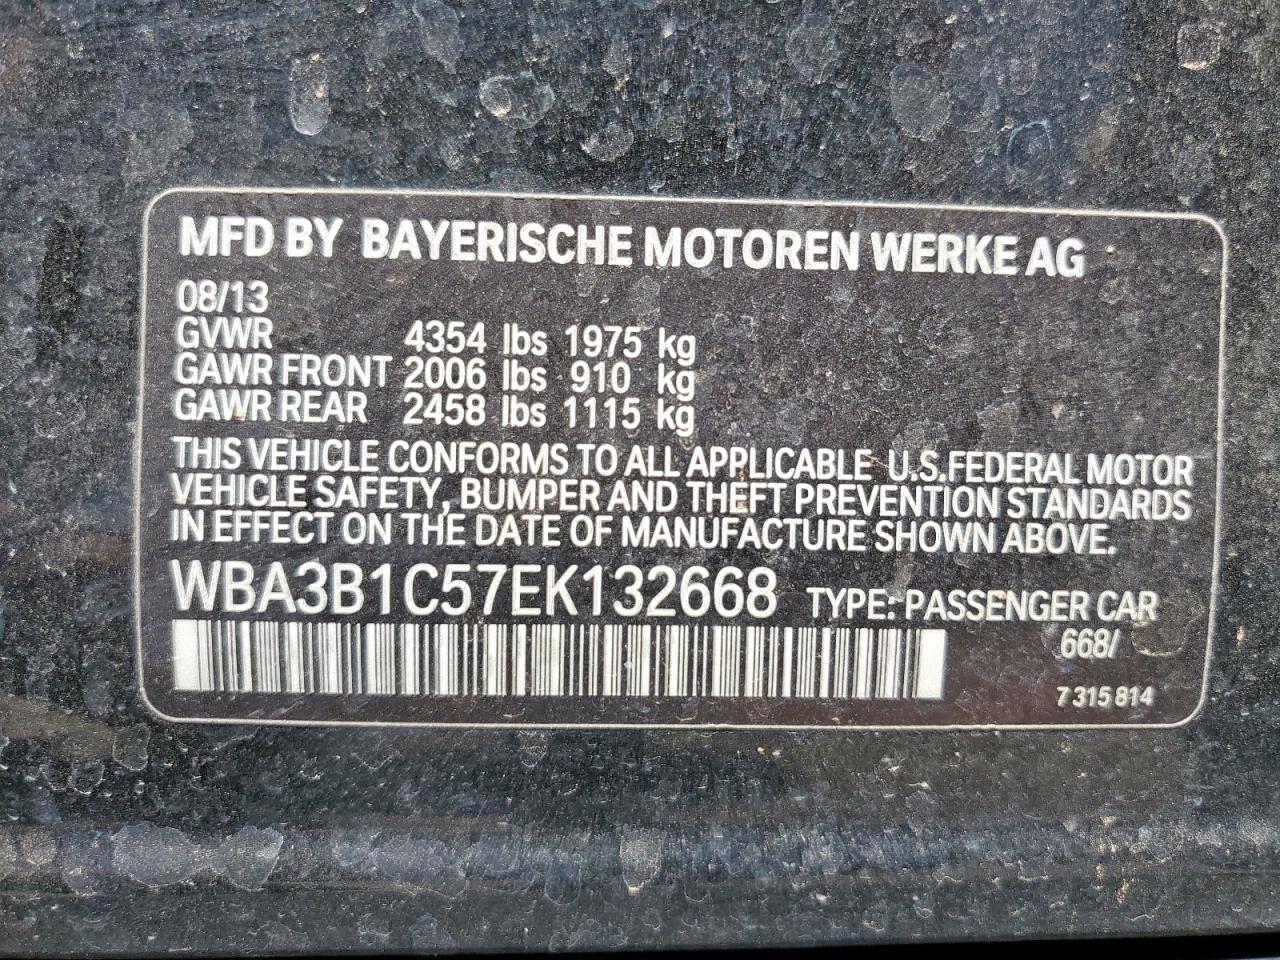 MFD BY BAYERISCHE MOTOREN WERKE AG
08/13
GVWR 4354 lbs 1975 kg
GAWR FRONT 2006 lbs 910 kg
GAWR REAR 2458 lbs 1115 kg
THIS VEHICLE CONFORMS TO ALL APPLICABLE U.S.FEDERAL MOTOR
VEHICLE SAFETY, BUMPER AND THEFT PREVENTION STANDARDS
IN EFFECT ON THE DATE OF MANUFACTURE SHOWN ABOVE.
WBA3B1C57EK132668 TYPE: PASSENGER CAR
668/
7 315 814